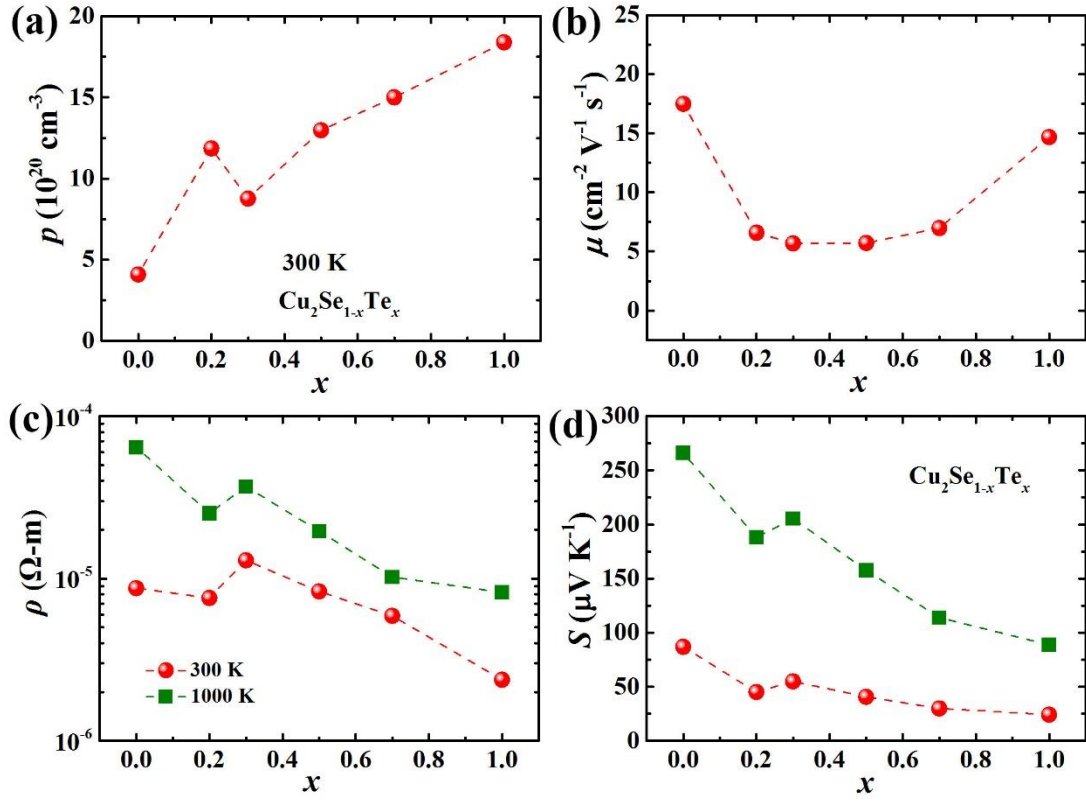 (a)
20
15
10
5
0
p (10²⁰ cm⁻³)
300 K
Cu₂Se₁₋ₓTeₓ
0.0 0.2 0.4 0.6 0.8 1.0
x
(b)
25
20
15
10
5
0
μ (cm⁻² V⁻¹ s⁻¹)
0.0 0.2 0.4 0.6 0.8 1.0
x
(c)
10⁻⁴
10⁻⁵
10⁻⁶
ρ (Ω-m)
300 K
1000 K
0.0 0.2 0.4 0.6 0.8 1.0
x
(d)
300
250
200
150
100
50
0
S (μV K⁻¹)
Cu₂Se₁₋ₓTeₓ
0.0 0.2 0.4 0.6 0.8 1.0
x